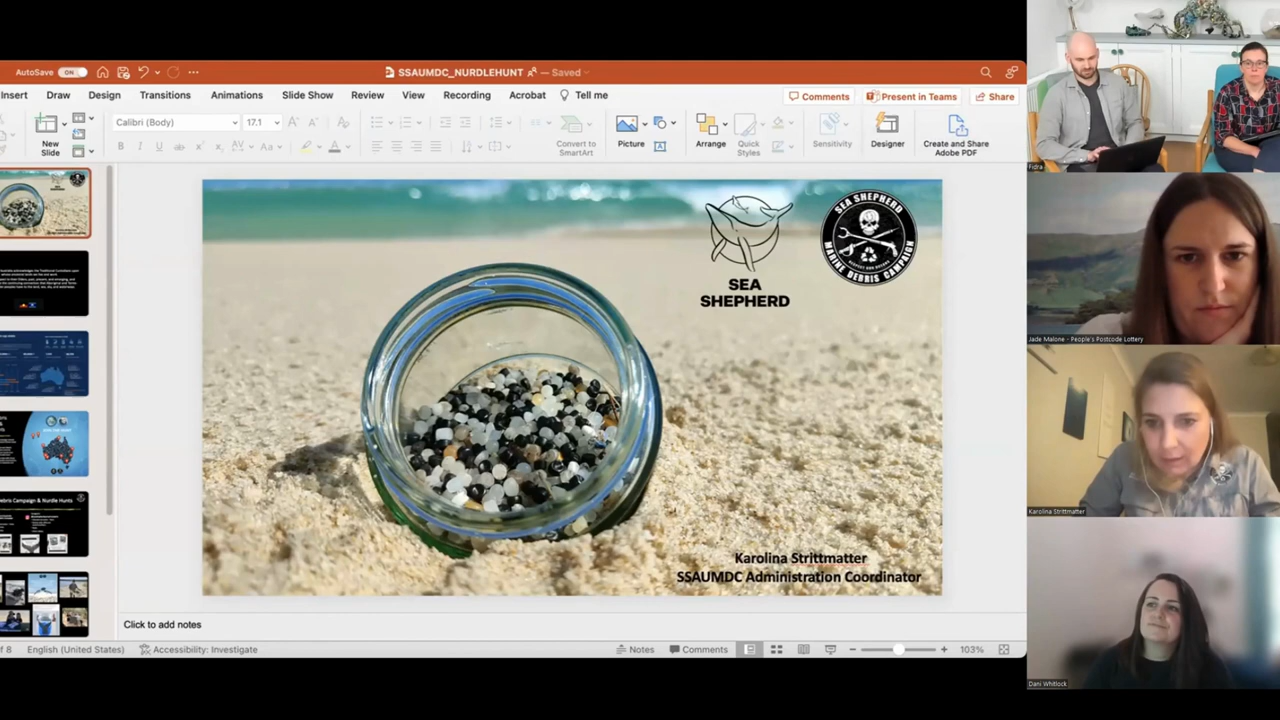 AutoSave ON
SSAUMDC_NURDLEHUNT — Saved
Insert Draw Design Transitions Animations Slide Show Review View Recording Acrobat Tell me
Comments Present in Teams Share
New
Slide
Calibri (Body) 17.1
Convert to
SmartArt
Picture
Arrange
Quick
Styles
Sensitivity
Designer
Create and Share
Adobe PDF
SEA
SHEPHERD
SEA SHEPHERD
MARINE DEBRIS CAMPAIGN
Karolina Strittmatter
SSAUMDC Administration Coordinator
Click to add notes
of 8 English (United States) Accessibility: Investigate Notes Comments 103%
Fidra
Jade Malone - People's Postcode Lottery
Karolina Strittmatter
Dani Whitlock